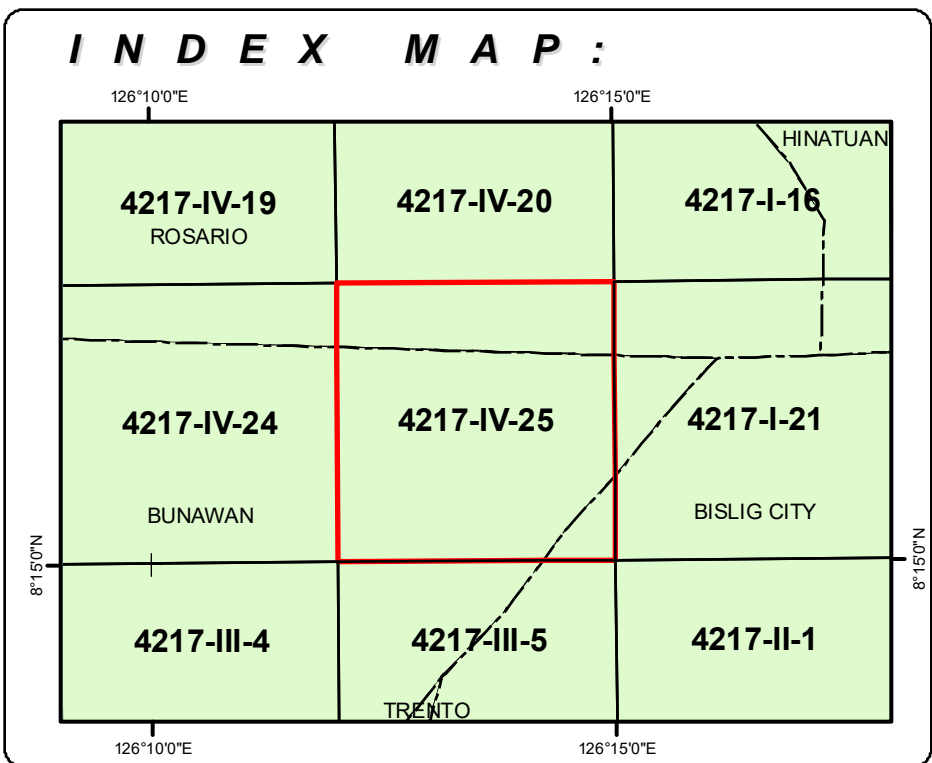 INDEX MAP:
126°10'0"E 126°15'0"E
HINATUAN
4217-IV-19 4217-IV-20 4217-I-16
ROSARIO
4217-IV-24 4217-IV-25 4217-I-21
BUNAWAN BISLIG CITY
8°15'0"N 8°15'0"N
4217-III-4 4217-III-5 4217-II-1
TRENTO
126°10'0"E 126°15'0"E